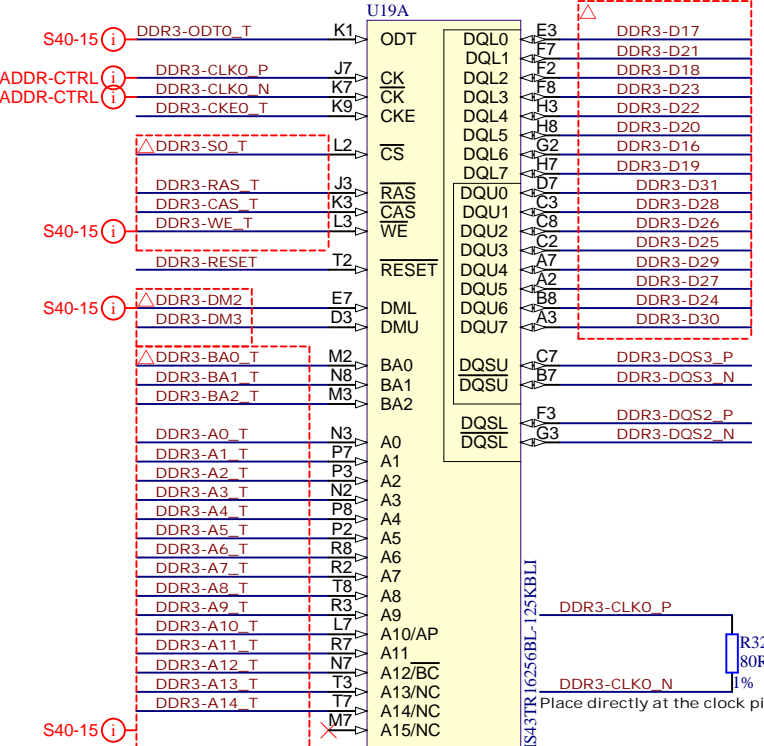 U19A
S40-15 i DDR3-ODT0_T K1 ODT DQL0 E3 DDR3-D17
DQL1 F7 DDR3-D21
ADDR-CTRL i DDR3-CLK0_P J7 CK DQL2 F2 DDR3-D18
ADDR-CTRL i DDR3-CLK0_N K7 CK DQL3 F8 DDR3-D23
DDR3-CKE0_T K9 CKE DQL4 H3 DDR3-D22
DQL5 H8 DDR3-D20
DDR3-S0_T L2 CS DQL6 G2 DDR3-D16
DQL7 H7 DDR3-D19
DDR3-RAS_T J3 RAS DQU0 D7 DDR3-D31
DDR3-CAS_T K3 CAS DQU1 C3 DDR3-D28
S40-15 i DDR3-WE_T L3 WE DQU2 C8 DDR3-D26
DQU3 C2 DDR3-D25
DDR3-RESET T2 RESET DQU4 A7 DDR3-D29
DQU5 A2 DDR3-D27
S40-15 i DDR3-DM2 E7 DML DQU6 B8 DDR3-D24
DDR3-DM3 D3 DMU DQU7 A3 DDR3-D30
DDR3-BA0_T M2 BA0 DQSU C7 DDR3-DQS3_P
DDR3-BA1_T N8 BA1 DQSU B7 DDR3-DQS3_N
DDR3-BA2_T M3 BA2
DQSL F3 DDR3-DQS2_P
DDR3-A0_T N3 A0 DQSL G3 DDR3-DQS2_N
DDR3-A1_T P7 A1
DDR3-A2_T P3 A2
DDR3-A3_T N2 A3
DDR3-A4_T P8 A4
DDR3-A5_T P2 A5
DDR3-A6_T R8 A6
DDR3-A7_T R2 A7
DDR3-A8_T T8 A8
DDR3-A9_T R3 A9
DDR3-A10_T L7 A10/AP
DDR3-A11_T R7 A11
DDR3-A12_T N7 A12/BC
DDR3-A13_T T3 A13/NC
DDR3-A14_T T7 A14/NC
S40-15 i M7 A15/NC
IS43TR16256BL-125KBLI
DDR3-CLK0_P
R32
80R
1%
DDR3-CLK0_N
Place directly at the clock pi